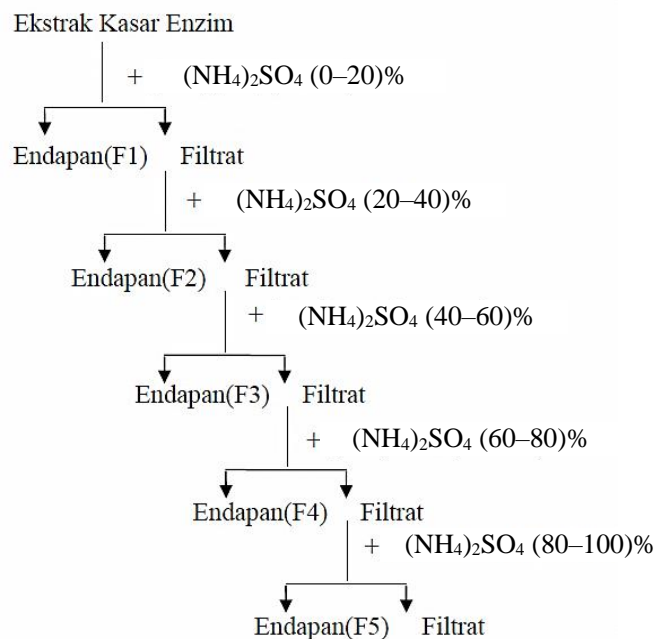 Ekstrak Kasar Enzim
+ (NH4)2SO4 (0–20)%
Endapan(F1) Filtrat
+ (NH4)2SO4 (20–40)%
Endapan(F2) Filtrat
+ (NH4)2SO4 (40–60)%
Endapan(F3) Filtrat
+ (NH4)2SO4 (60–80)%
Endapan(F4) Filtrat
+ (NH4)2SO4 (80–100)%
Endapan(F5) Filtrat